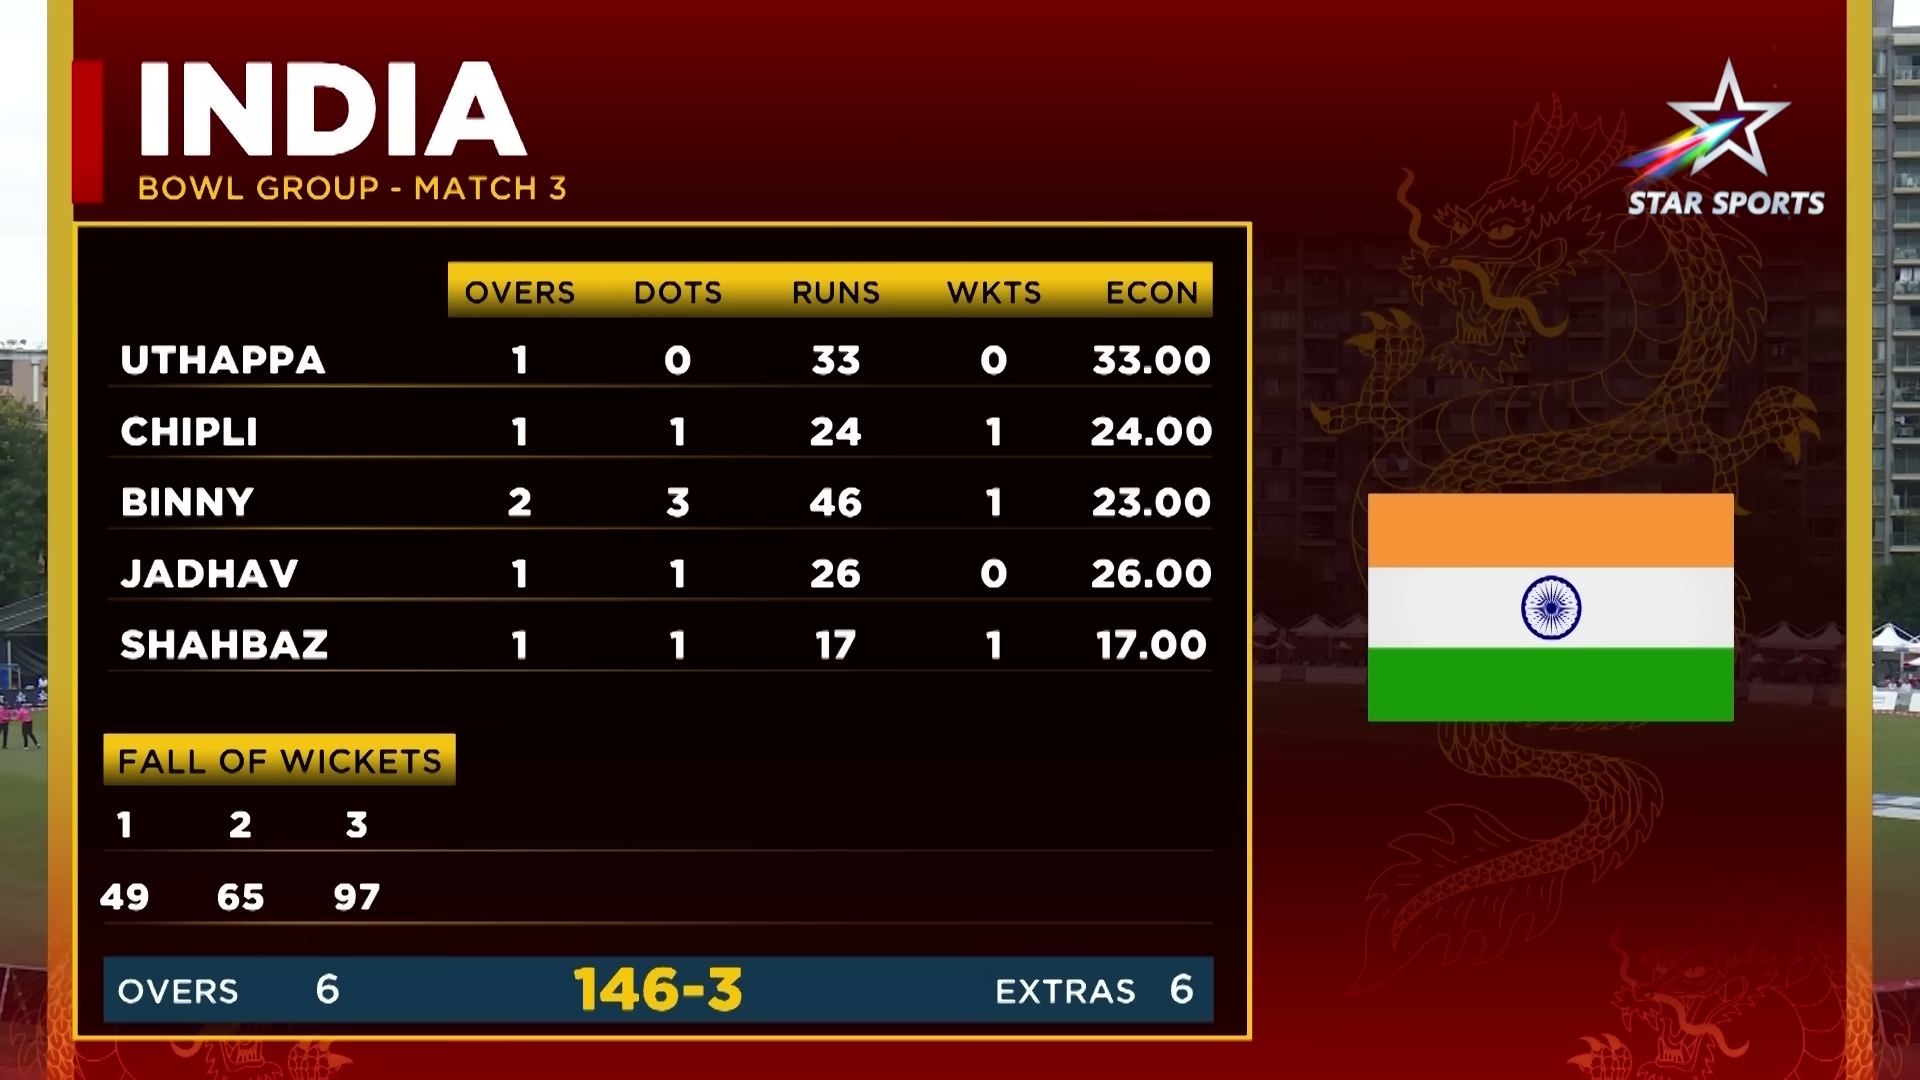 INDIA
BOWL GROUP - MATCH 3
STAR SPORTS
OVERS DOTS RUNS WKTS ECON
UTHAPPA 1 0 33 0 33.00
CHIPLI 1 1 24 1 24.00
BINNY 2 3 46 1 23.00
JADHAV 1 1 26 0 26.00
SHAHBAZ 1 1 17 1 17.00
FALL OF WICKETS
1 2 3
49 65 97
OVERS 6 146-3 EXTRAS 6